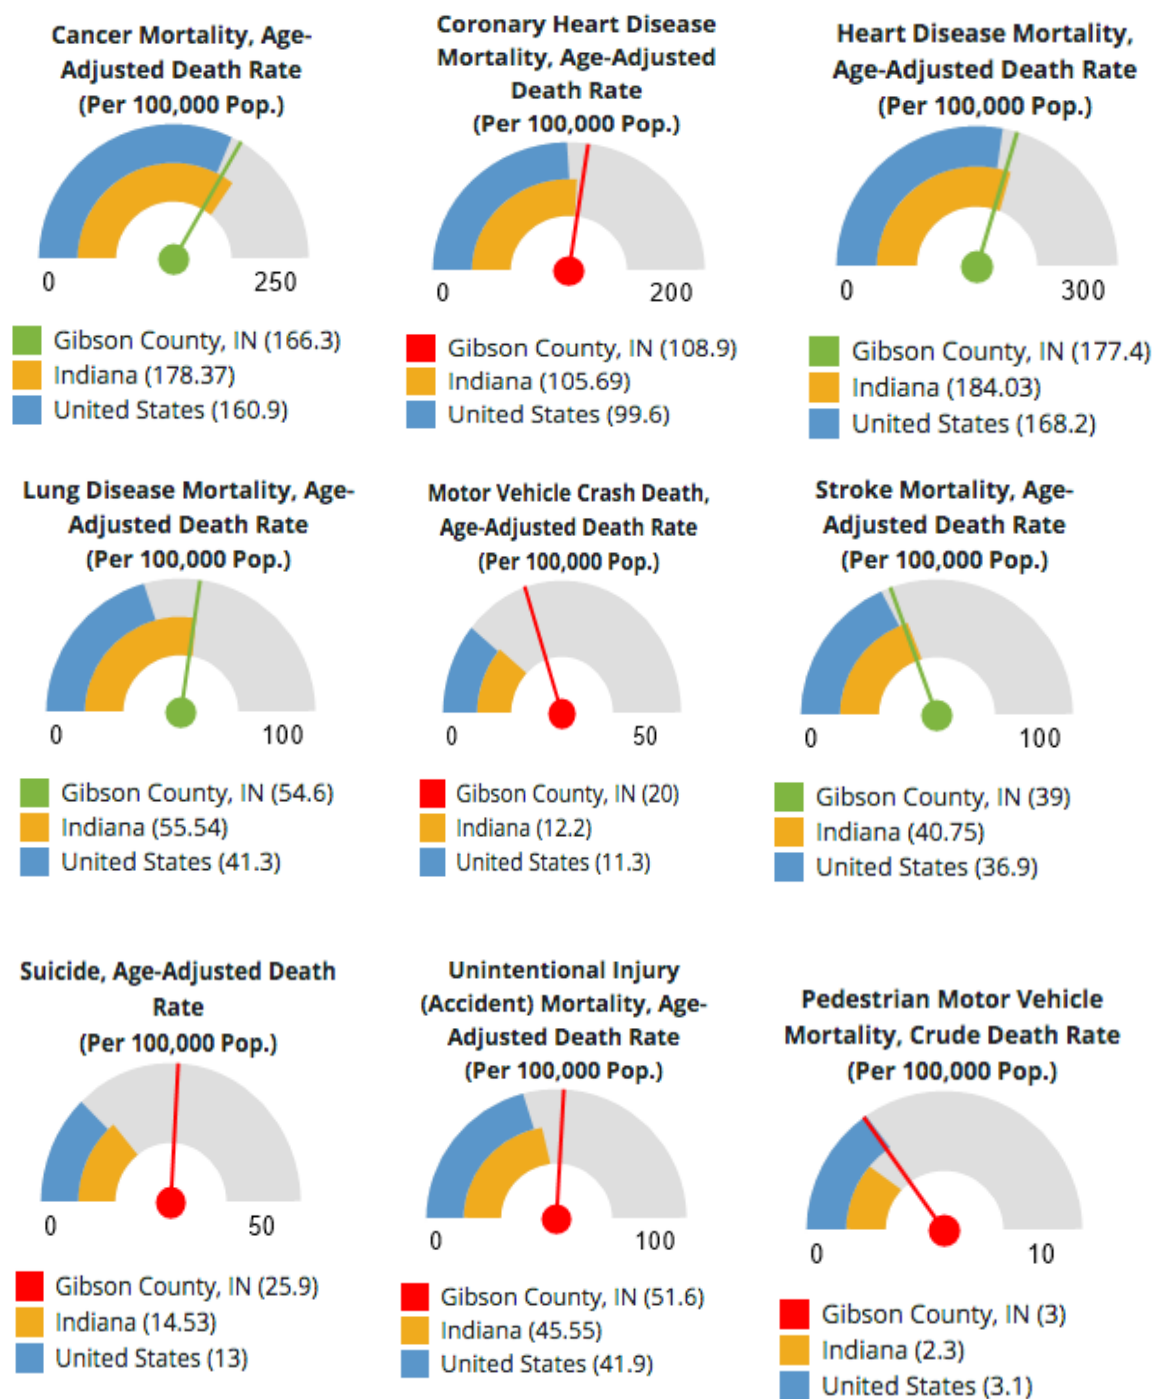 Cancer Mortality, Age-
Adjusted Death Rate
(Per 100,000 Pop.)
0
250
Gibson County, IN (166.3)
Indiana (178.37)
United States (160.9)
Coronary Heart Disease
Mortality, Age-Adjusted
Death Rate
(Per 100,000 Pop.)
0
200
Gibson County, IN (108.9)
Indiana (105.69)
United States (99.6)
Heart Disease Mortality,
Age-Adjusted Death Rate
(Per 100,000 Pop.)
0
300
Gibson County, IN (177.4)
Indiana (184.03)
United States (168.2)
Lung Disease Mortality, Age-
Adjusted Death Rate
(Per 100,000 Pop.)
0
100
Gibson County, IN (54.6)
Indiana (55.54)
United States (41.3)
Motor Vehicle Crash Death,
Age-Adjusted Death Rate
(Per 100,000 Pop.)
0
50
Gibson County, IN (20)
Indiana (12.2)
United States (11.3)
Stroke Mortality, Age-
Adjusted Death Rate
(Per 100,000 Pop.)
0
100
Gibson County, IN (39)
Indiana (40.75)
United States (36.9)
Suicide, Age-Adjusted Death
Rate
(Per 100,000 Pop.)
0
50
Gibson County, IN (25.9)
Indiana (14.53)
United States (13)
Unintentional Injury
(Accident) Mortality, Age-
Adjusted Death Rate
(Per 100,000 Pop.)
0
100
Gibson County, IN (51.6)
Indiana (45.55)
United States (41.9)
Pedestrian Motor Vehicle
Mortality, Crude Death Rate
(Per 100,000 Pop.)
0
10
Gibson County, IN (3)
Indiana (2.3)
United States (3.1)